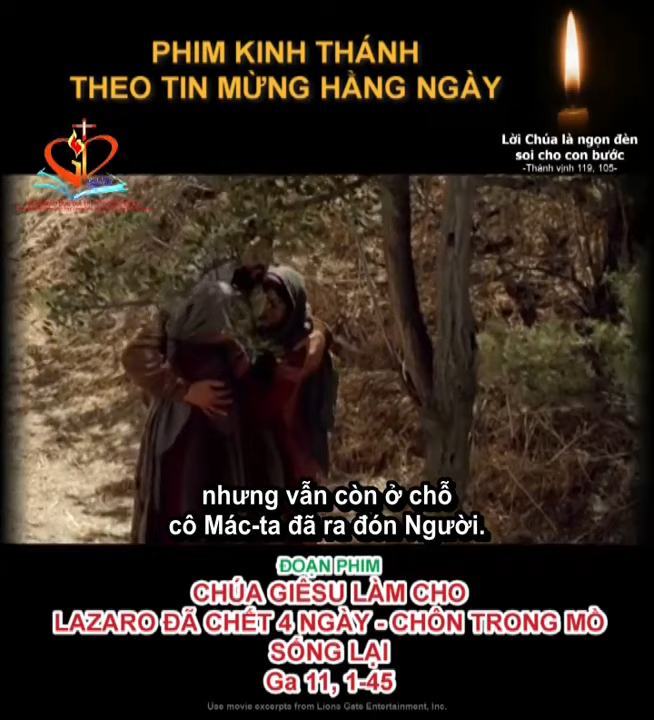 PHIM KINH THÁNH
THEO TIN MỪNG HẰNG NGÀY
Lời Chúa là ngọn đèn
soi cho con bước
-Thánh vịnh 119, 105-
nhưng vẫn còn ở chỗ
cô Mác-ta đã ra đón Người.
ĐOẠN PHIM
CHÚA GIÊSU LÀM CHO
LAZARO ĐÃ CHẾT 4 NGÀY - CHÔN TRONG MỒ
SỐNG LẠI
Ga 11, 1-45
Use movie excerpts from Lions Gate Entertainment, Inc.